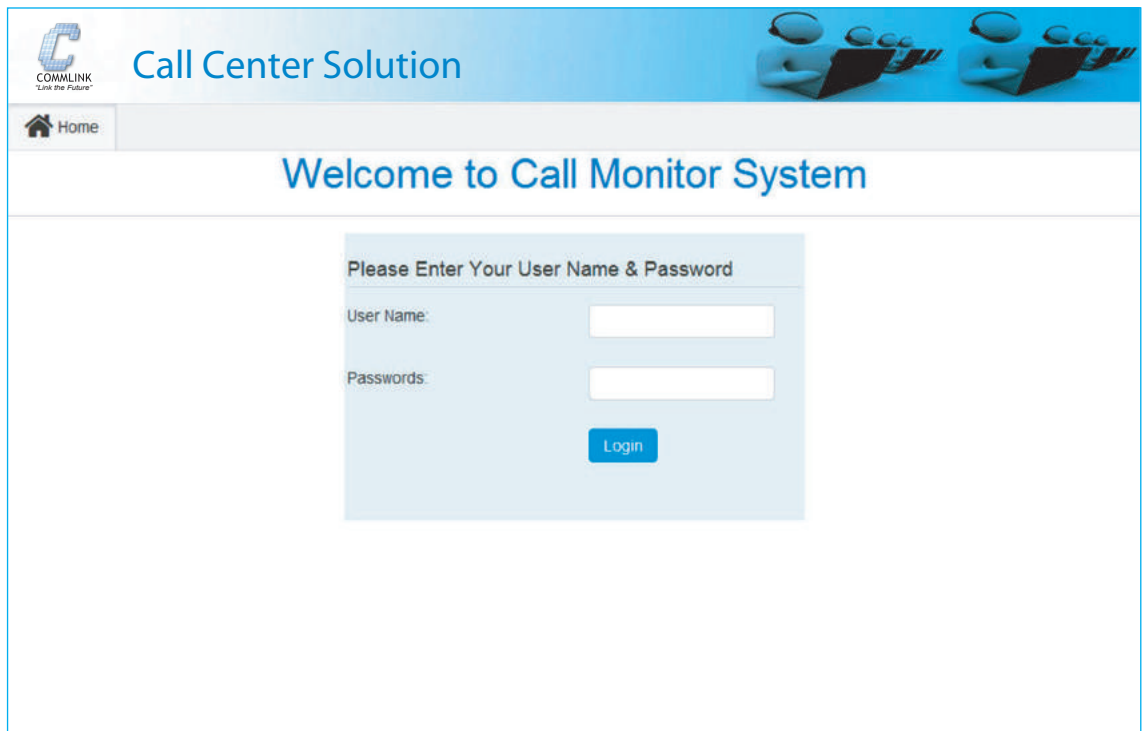 COMMLINK
"Link the Future"
Call Center Solution
Home
Welcome to Call Monitor System
Please Enter Your User Name & Password
User Name:
Passwords:
Login